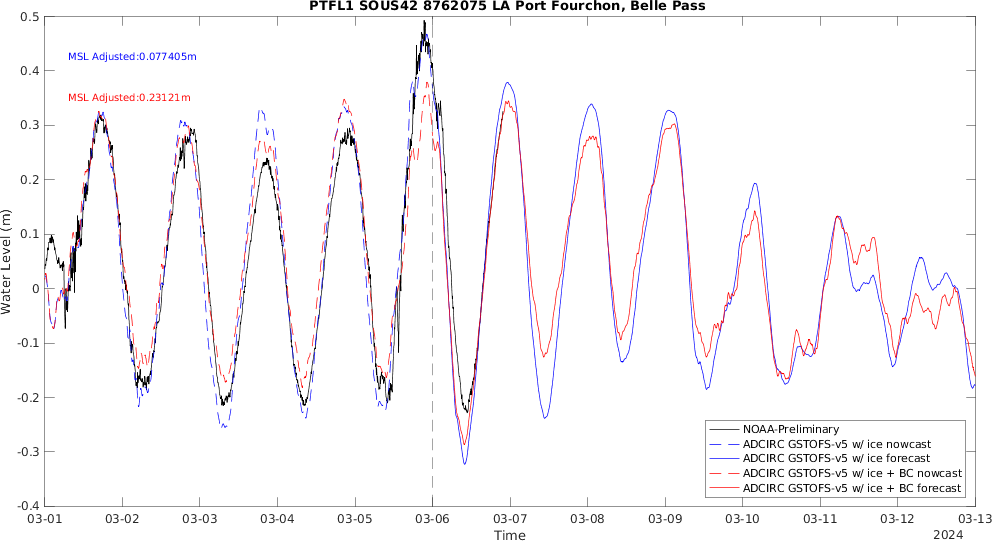 PTFL1 SOUS42 8762075 LA Port Fourchon, Belle Pass
0.5
MSL Adjusted:0.077405m
0.4
MSL Adjusted:0.23121m
0.3
0.2
0.1
0
-0.1
-0.2
-0.3
-0.4
Water Level (m)
NOAA-Preliminary
ADCIRC GSTOFS-v5 w/ ice nowcast
ADCIRC GSTOFS-v5 w/ ice forecast
ADCIRC GSTOFS-v5 w/ ice + BC nowcast
ADCIRC GSTOFS-v5 w/ ice + BC forecast
03-01 03-02 03-03 03-04 03-05 03-06 03-07 03-08 03-09 03-10 03-11 03-12 03-13
Time
2024